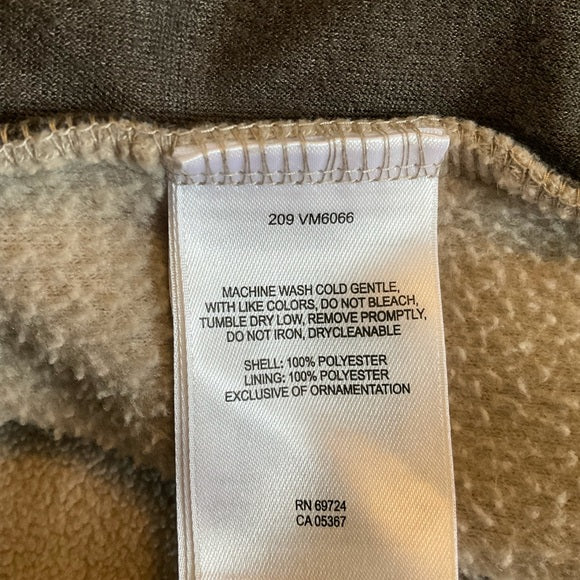 209 VM6066
MACHINE WASH COLD GENTLE,
WITH LIKE COLORS, DO NOT BLEACH,
TUMBLE DRY LOW, REMOVE PROMPTLY,
DO NOT IRON, DRYCLEANABLE
SHELL: 100% POLYESTER
LINING: 100% POLYESTER
EXCLUSIVE OF ORNAMENTATION
RN 69724
CA 05367